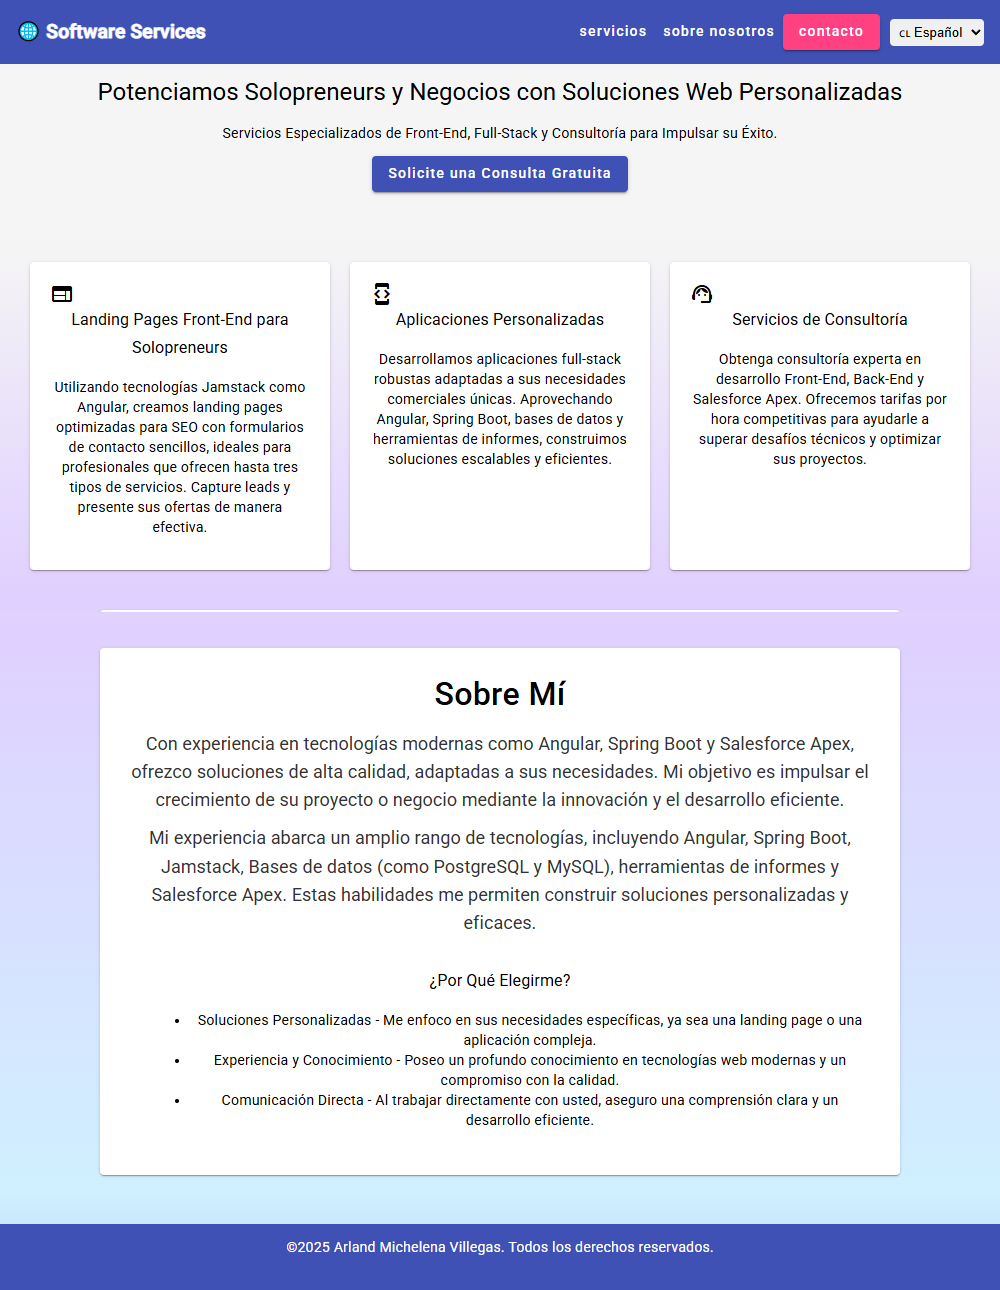 Software Services
servicios
sobre nosotros
contacto
CL Español
Potenciamos Solopreneurs y Negocios con Soluciones Web Personalizadas
Servicios Especializados de Front-End, Full-Stack y Consultoría para Impulsar su Éxito.
Solicite una Consulta Gratuita
Landing Pages Front-End para
Solopreneurs
Utilizando tecnologías Jamstack como
Angular, creamos landing pages
optimizadas para SEO con formularios
de contacto sencillos, ideales para
profesionales que ofrecen hasta tres
tipos de servicios. Capture leads y
presente sus ofertas de manera
efectiva.
Aplicaciones Personalizadas
Desarrollamos aplicaciones full-stack
robustas adaptadas a sus necesidades
comerciales únicas. Aprovechando
Angular, Spring Boot, bases de datos y
herramientas de informes, construimos
soluciones escalables y eficientes.
Servicios de Consultoría
Obtenga consultoría experta en
desarrollo Front-End, Back-End y
Salesforce Apex. Ofrecemos tarifas por
hora competitivas para ayudarle a
superar desafíos técnicos y optimizar
sus proyectos.
Sobre Mí
Con experiencia en tecnologías modernas como Angular, Spring Boot y Salesforce Apex,
ofrezco soluciones de alta calidad, adaptadas a sus necesidades. Mi objetivo es impulsar el
crecimiento de su proyecto o negocio mediante la innovación y el desarrollo eficiente.
Mi experiencia abarca un amplio rango de tecnologías, incluyendo Angular, Spring Boot,
Jamstack, Bases de datos (como PostgreSQL y MySQL), herramientas de informes y
Salesforce Apex. Estas habilidades me permiten construir soluciones personalizadas y
eficaces.
¿Por Qué Elegirme?
• Soluciones Personalizadas - Me enfoco en sus necesidades específicas, ya sea una landing page o una
aplicación compleja.
• Experiencia y Conocimiento - Poseo un profundo conocimiento en tecnologías web modernas y un
compromiso con la calidad.
• Comunicación Directa - Al trabajar directamente con usted, aseguro una comprensión clara y un
desarrollo eficiente.
©2025 Arland Michelena Villegas. Todos los derechos reservados.